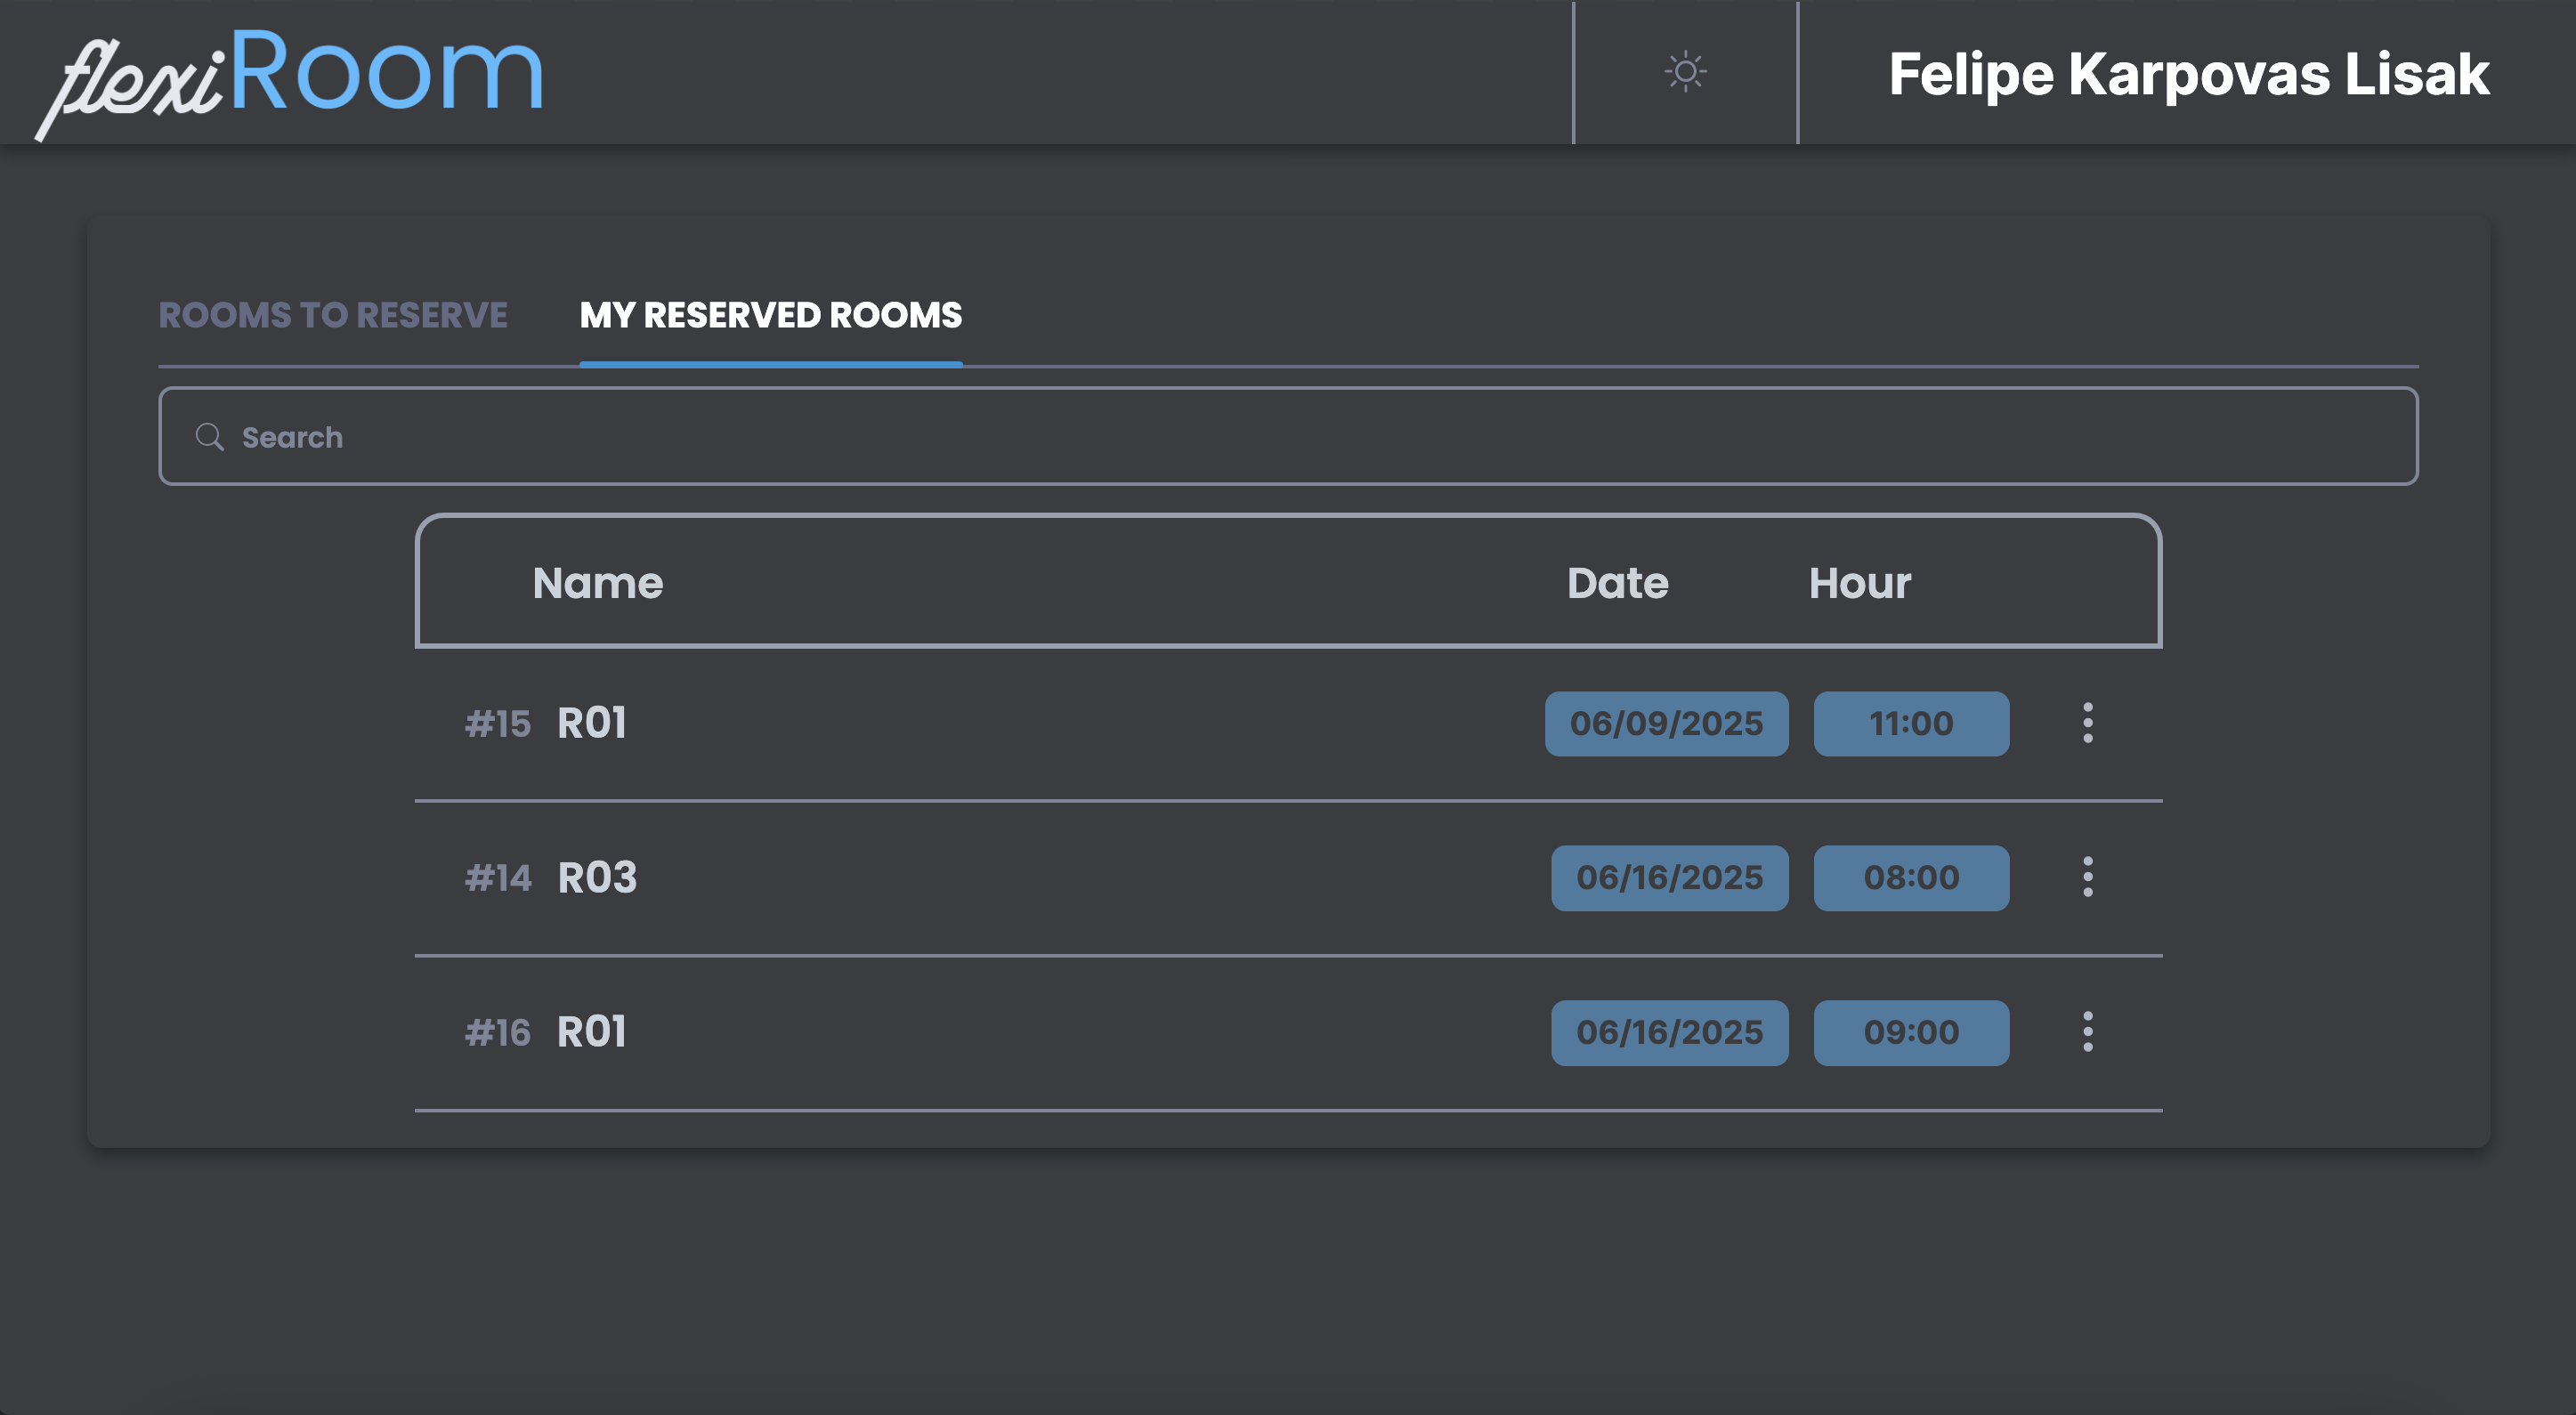 flexiRoom
Felipe Karpovas Lisak
ROOMS TO RESERVE MY RESERVED ROOMS
Search
Name Date Hour
#15 R01 06/09/2025 11:00
#14 R03 06/16/2025 08:00
#16 R01 06/16/2025 09:00